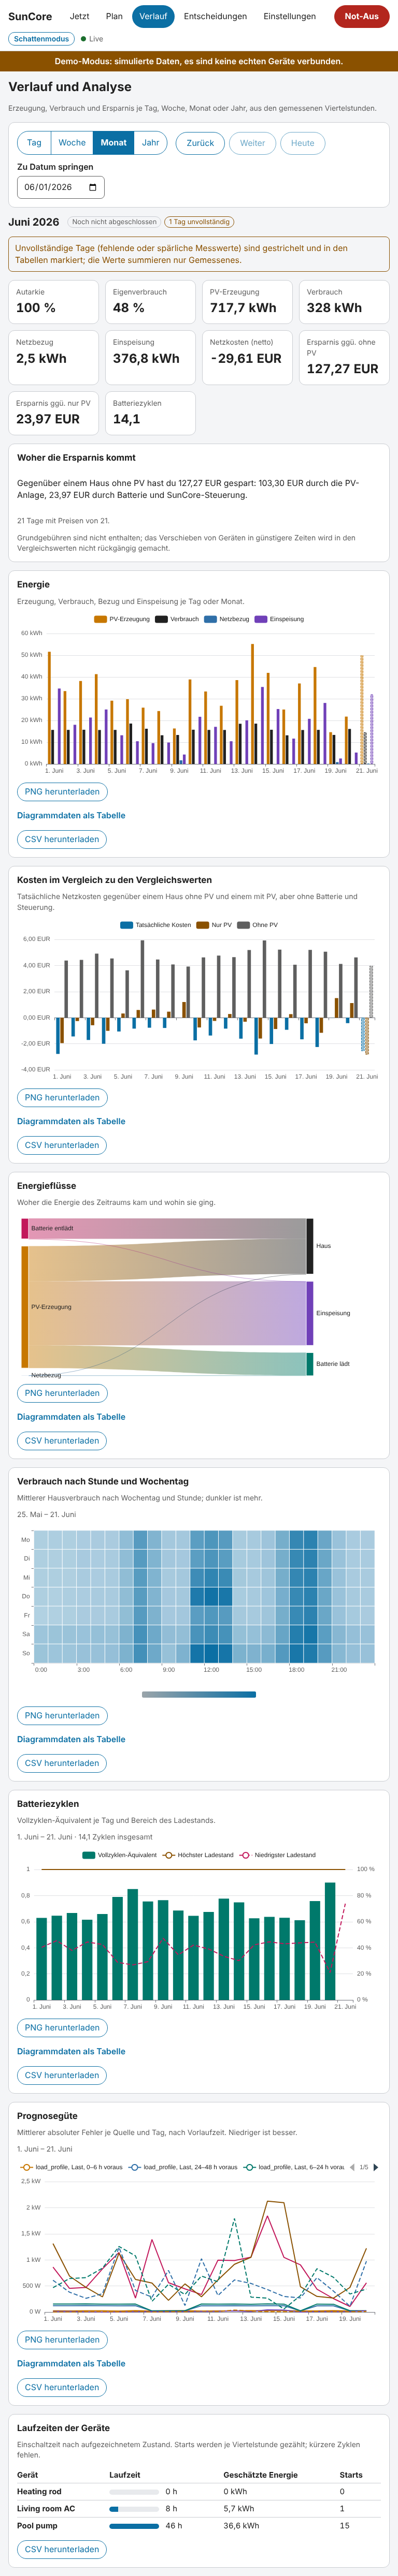 SunCore Jetzt Plan Verlauf Entscheidungen Einstellungen Not-Aus
Schattenmodus Live
Demo-Modus: simulierte Daten, es sind keine echten Geräte verbunden.
Verlauf und Analyse
Erzeugung, Verbrauch und Ersparnis je Tag, Woche, Monat oder Jahr, aus den gemessenen Viertelstunden.
Tag Woche Monat Jahr Zurück Weiter Heute
Zu Datum springen
06/01/2026
Juni 2026 Noch nicht abgeschlossen 1 Tag unvollständig
Unvollständige Tage (fehlende oder spärliche Messwerte) sind gestrichelt und in den
Tabellen markiert; die Werte summieren nur Gemessenes.
Autarkie
100 %
Eigenverbrauch
48 %
PV-Erzeugung
717,7 kWh
Verbrauch
328 kWh
Netzbezug
2,5 kWh
Einspeisung
376,8 kWh
Netzkosten (netto)
-29,61 EUR
Ersparnis ggü. ohne
PV
127,27 EUR
Ersparnis ggü. nur PV
23,97 EUR
Batteriezyklen
14,1
Woher die Ersparnis kommt
Gegenüber einem Haus ohne PV hast du 127,27 EUR gespart: 103,30 EUR durch die PV-
Anlage, 23,97 EUR durch Batterie und SunCore-Steuerung.
21 Tage mit Preisen von 21.
Grundgebühren sind nicht enthalten; das Verschieben von Geräten in günstigere Zeiten wird in den
Vergleichswerten nicht rückgängig gemacht.
Energie
Erzeugung, Verbrauch, Bezug und Einspeisung je Tag oder Monat.
PV-Erzeugung Verbrauch Netzbezug Einspeisung
60 kWh
50 kWh
40 kWh
30 kWh
20 kWh
10 kWh
0 kWh
1. Juni 3. Juni 5. Juni 7. Juni 9. Juni 11. Juni 13. Juni 15. Juni 17. Juni 19. Juni 21. Juni
PNG herunterladen
Diagrammdaten als Tabelle
CSV herunterladen
Kosten im Vergleich zu den Vergleichswerten
Tatsächliche Netzkosten gegenüber einem Haus ohne PV und einem mit PV, aber ohne Batterie und
Steuerung.
Tatsächliche Kosten Nur PV Ohne PV
6,00 EUR
4,00 EUR
2,00 EUR
0,00 EUR
-2,00 EUR
-4,00 EUR
1. Juni 3. Juni 5. Juni 7. Juni 9. Juni 11. Juni 13. Juni 15. Juni 17. Juni 19. Juni 21. Juni
PNG herunterladen
Diagrammdaten als Tabelle
CSV herunterladen
Energieflüsse
Woher die Energie des Zeitraums kam und wohin sie ging.
Batterie entlädt
Haus
PV-Erzeugung
Einspeisung
Batterie lädt
Netzbezug
PNG herunterladen
Diagrammdaten als Tabelle
CSV herunterladen
Verbrauch nach Stunde und Wochentag
Mittlerer Hausverbrauch nach Wochentag und Stunde; dunkler ist mehr.
25. Mai – 21. Juni
Mo
Di
Mi
Do
Fr
Sa
So
0:00 3:00 6:00 9:00 12:00 15:00 18:00 21:00
PNG herunterladen
Diagrammdaten als Tabelle
CSV herunterladen
Batteriezyklen
Vollzyklen-Äquivalent je Tag und Bereich des Ladestands.
1. Juni – 21. Juni · 14,1 Zyklen insgesamt
Vollzyklen-Äquivalent Höchster Ladestand Niedrigster Ladestand
1 100 %
0,8 80 %
0,6 60 %
0,4 40 %
0,2 20 %
0 0 %
1. Juni 3. Juni 5. Juni 7. Juni 9. Juni 11. Juni 13. Juni 15. Juni 17. Juni 19. Juni 21. Juni
PNG herunterladen
Diagrammdaten als Tabelle
CSV herunterladen
Prognosegüte
Mittlerer absoluter Fehler je Quelle und Tag, nach Vorlaufzeit. Niedriger ist besser.
1. Juni – 21. Juni
load_profile, Last, 0–6 h voraus load_profile, Last, 24–48 h voraus load_profile, Last, 6–24 h voraus 1/5
2,5 kW
2 kW
1,5 kW
1 kW
500 W
0 W
1. Juni 3. Juni 5. Juni 7. Juni 9. Juni 11. Juni 13. Juni 15. Juni 17. Juni 19. Juni
PNG herunterladen
Diagrammdaten als Tabelle
CSV herunterladen
Laufzeiten der Geräte
Einschaltzeit nach aufgezeichnetem Zustand. Starts werden je Viertelstunde gezählt; kürzere Zyklen
fehlen.
Gerät Laufzeit Geschätzte Energie Starts
Heating rod 0 h 0 kWh 0
Living room AC 8 h 5,7 kWh 1
Pool pump 46 h 36,6 kWh 15
CSV herunterladen